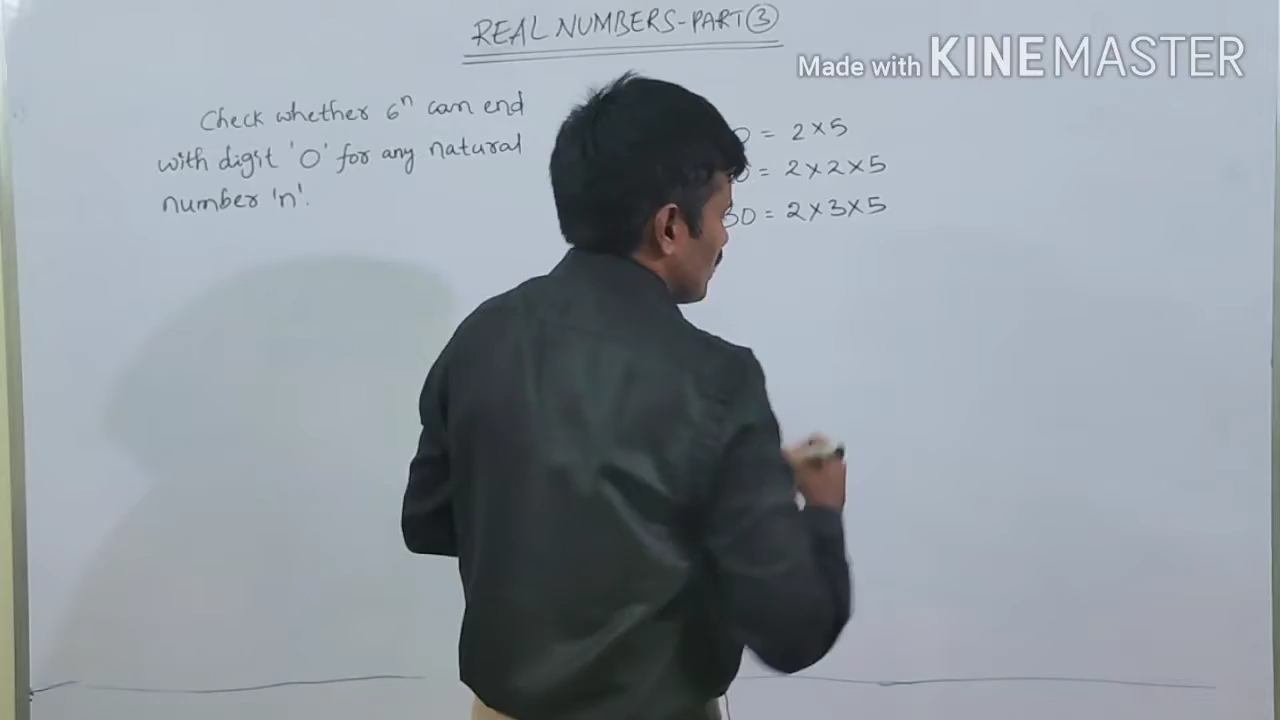 REAL NUMBERS-PART ③
Made with KINEMASTER
Check whether 6ⁿ can end
with digit '0' for any natural
number 'n'.
0 = 2×5
0 = 2×2×5
30 = 2×3×5